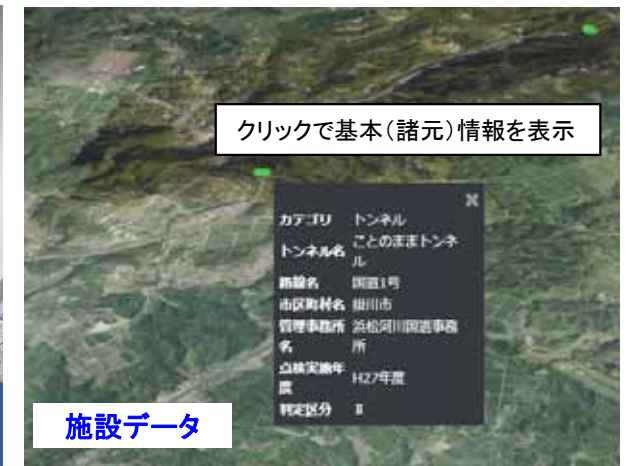 クリックで基本(諸元)情報を表示
カテゴリ トンネル
トンネル名 ことのままトンネ
ル
路線名 国道1号
市区町村名 掛川市
管理事務所 浜松河川国道事務
名 所
点検実施年
度 H27年度
判定区分 Ⅱ
施設データ